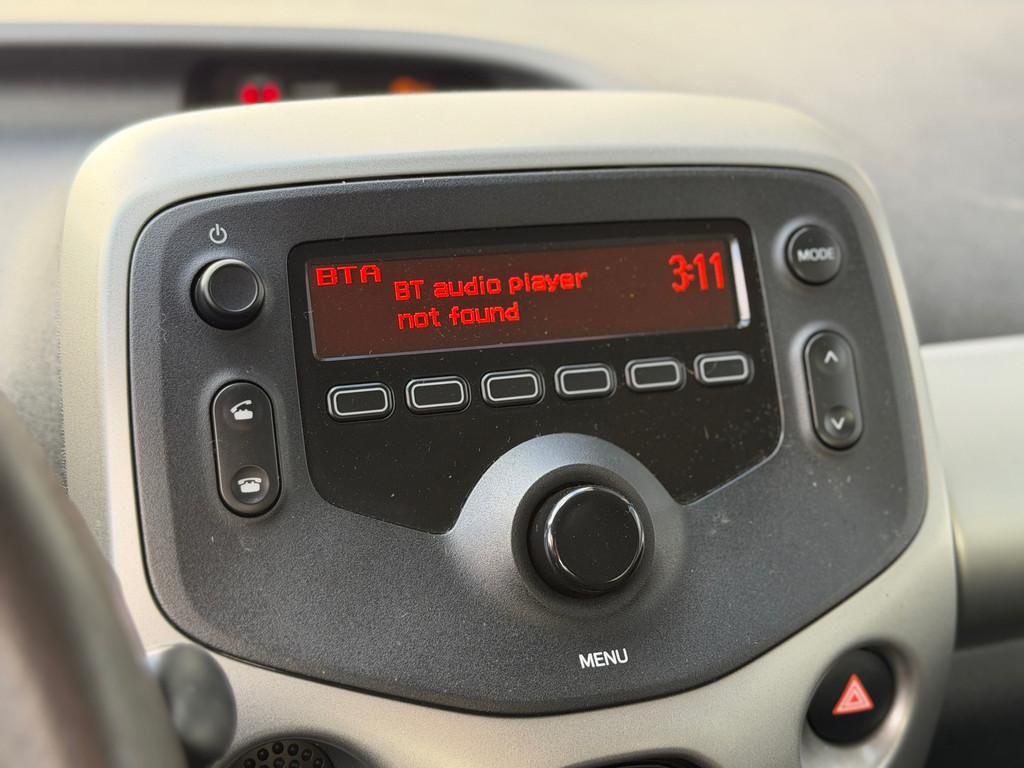 BTA
BT audio player
not found
3:11
MODE
MENU